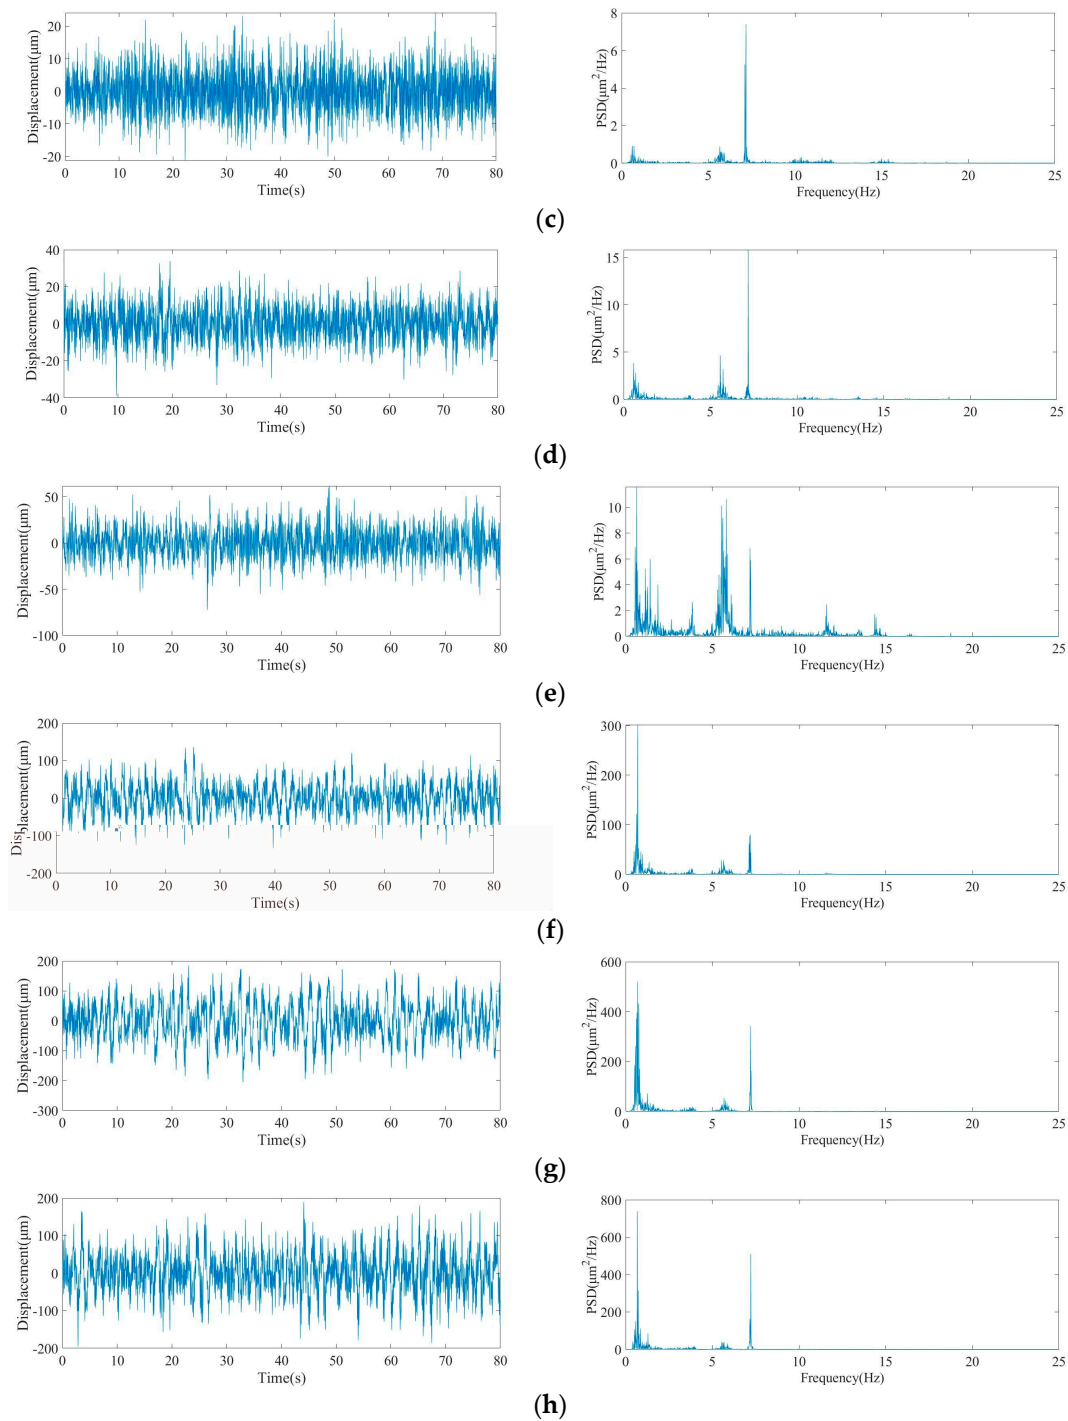 20
10
0
-10
-20
Displacement(μm)
0 10 20 30 40 50 60 70 80
Time(s)
8
6
4
2
0
PSD(μm²/Hz)
0 5 10 15 20 25
Frequency(Hz)
(c)
40
20
0
-20
-40
Displacement(μm)
0 10 20 30 40 50 60 70 80
Time(s)
15
10
5
0
PSD(μm²/Hz)
0 5 10 15 20 25
Frequency(Hz)
(d)
50
0
-50
-100
Displacement(μm)
0 10 20 30 40 50 60 70 80
Time(s)
10
8
6
4
2
0
PSD(μm²/Hz)
0 5 10 15 20 25
Frequency(Hz)
(e)
200
100
0
-100
-200
Displacement(μm)
0 10 20 30 40 50 60 70 80
Time(s)
300
200
100
0
PSD(μm²/Hz)
0 5 10 15 20 25
Frequency(Hz)
(f)
200
100
0
-100
-200
-300
Displacement(μm)
0 10 20 30 40 50 60 70 80
Time(s)
600
400
200
0
PSD(μm²/Hz)
0 5 10 15 20 25
Frequency(Hz)
(g)
200
100
0
-100
-200
Displacement(μm)
0 10 20 30 40 50 60 70 80
Time(s)
800
600
400
200
0
PSD(μm²/Hz)
0 5 10 15 20 25
Frequency(Hz)
(h)